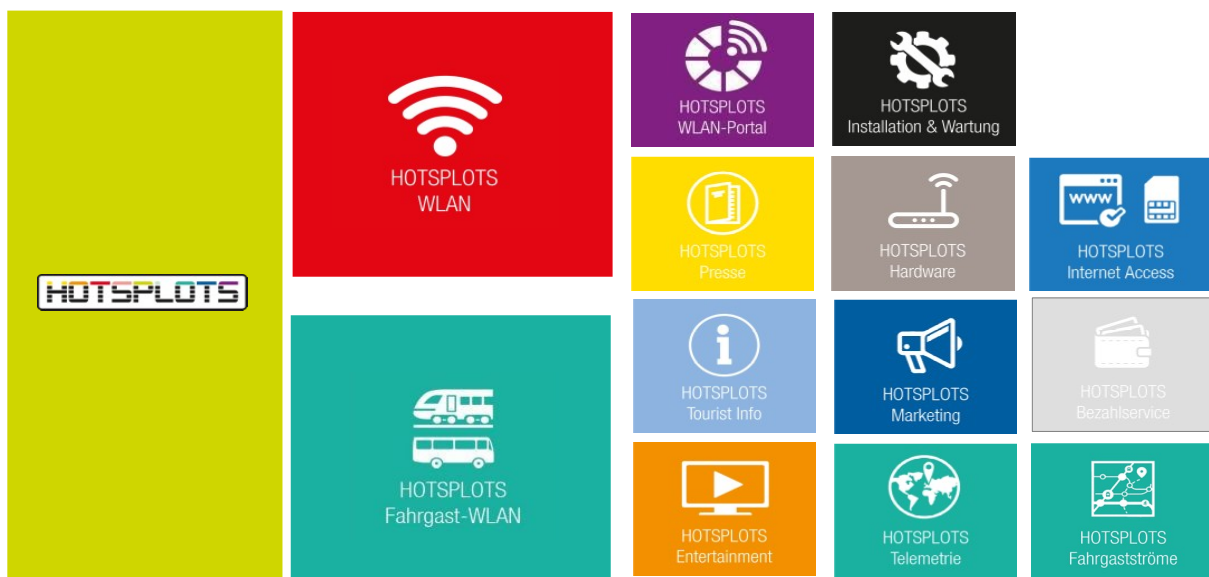 HOTSPLOTS
HOTSPLOTS
WLAN
HOTSPLOTS
Fahrgast-WLAN
HOTSPLOTS
WLAN-Portal
HOTSPLOTS
Installation & Wartung
HOTSPLOTS
Presse
HOTSPLOTS
Hardware
www
HOTSPLOTS
Internet Access
HOTSPLOTS
Tourist Info
HOTSPLOTS
Marketing
HOTSPLOTS
Bezahlservice
HOTSPLOTS
Entertainment
HOTSPLOTS
Telemetrie
HOTSPLOTS
Fahrgastströme